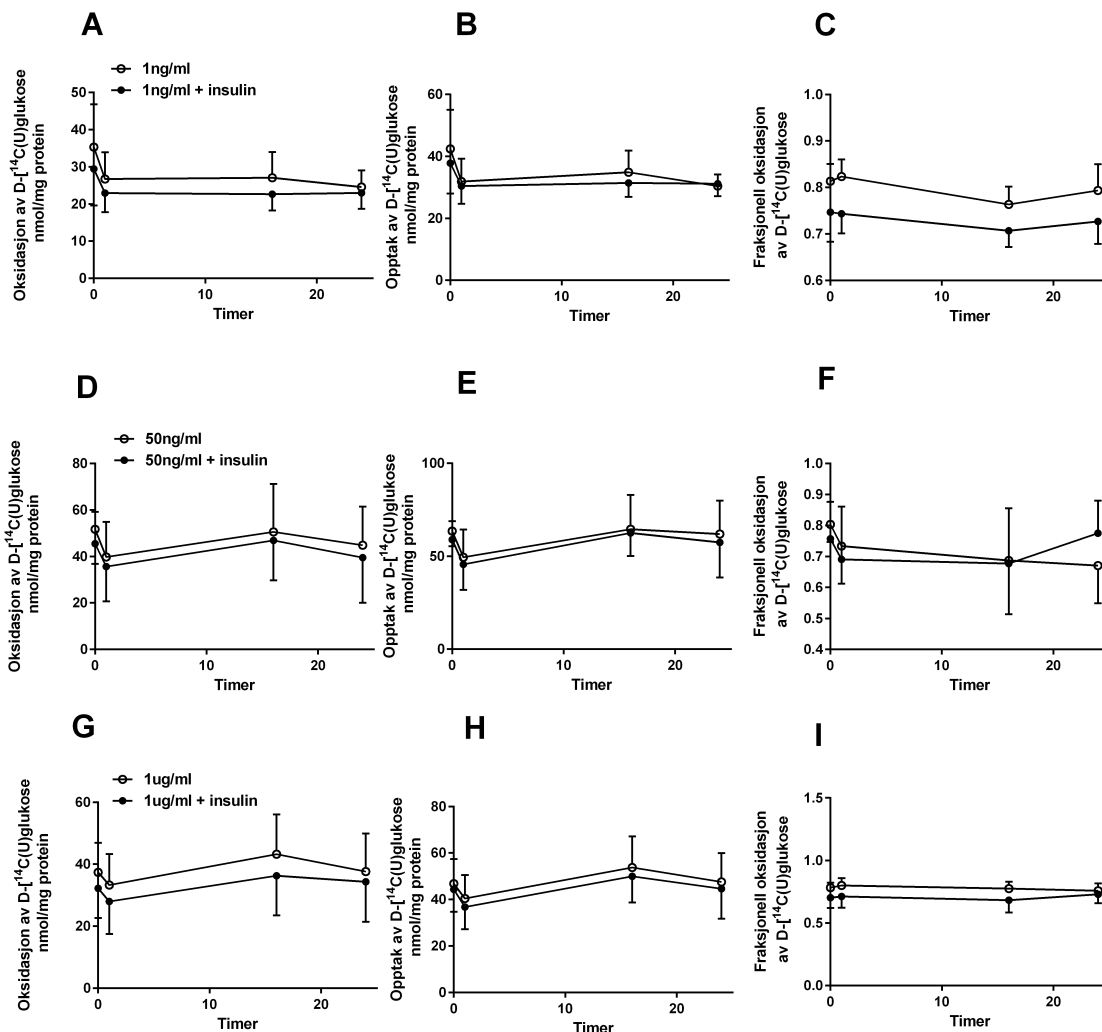 A
1ng/ml
1ng/ml + insulin
Oksidasjon av D-[14C(U)glukose
nmol/mg protein
50
40
30
20
10
0
0 10 20
Timer
B
Opptak av D-[14C(U)glukose
nmol/mg protein
60
40
20
0
0 10 20
Timer
C
Fraksjonell oksidasjon
av D-[14C(U)glukose
1.0
0.9
0.8
0.7
0.6
0 10 20
Timer
D
50ng/ml
50ng/ml + insulin
Oksidasjon av D-[14C(U)glukose
nmol/mg protein
80
60
40
20
0
0 10 20
Timer
E
Opptak av D-[14C(U)glukose
nmol/mg protein
100
50
0
0 10 20
Timer
F
Fraksjonell oksidasjon
av D-[14C(U)glukose
1.0
0.9
0.8
0.7
0.6
0.5
0.4
0 10 20
Timer
G
1ug/ml
1ug/ml + insulin
Oksidasjon av D-[14C(U)glukose
nmol/mg protein
60
40
20
0
0 10 20
Timer
H
Opptak av D-[14C(U)glukose
nmol/mg protein
80
60
40
20
0
0 10 20
Timer
I
Fraksjonell oksidasjon
av D-[14C(U)glukose
1.5
1.0
0.5
0.0
0 10 20
Timer